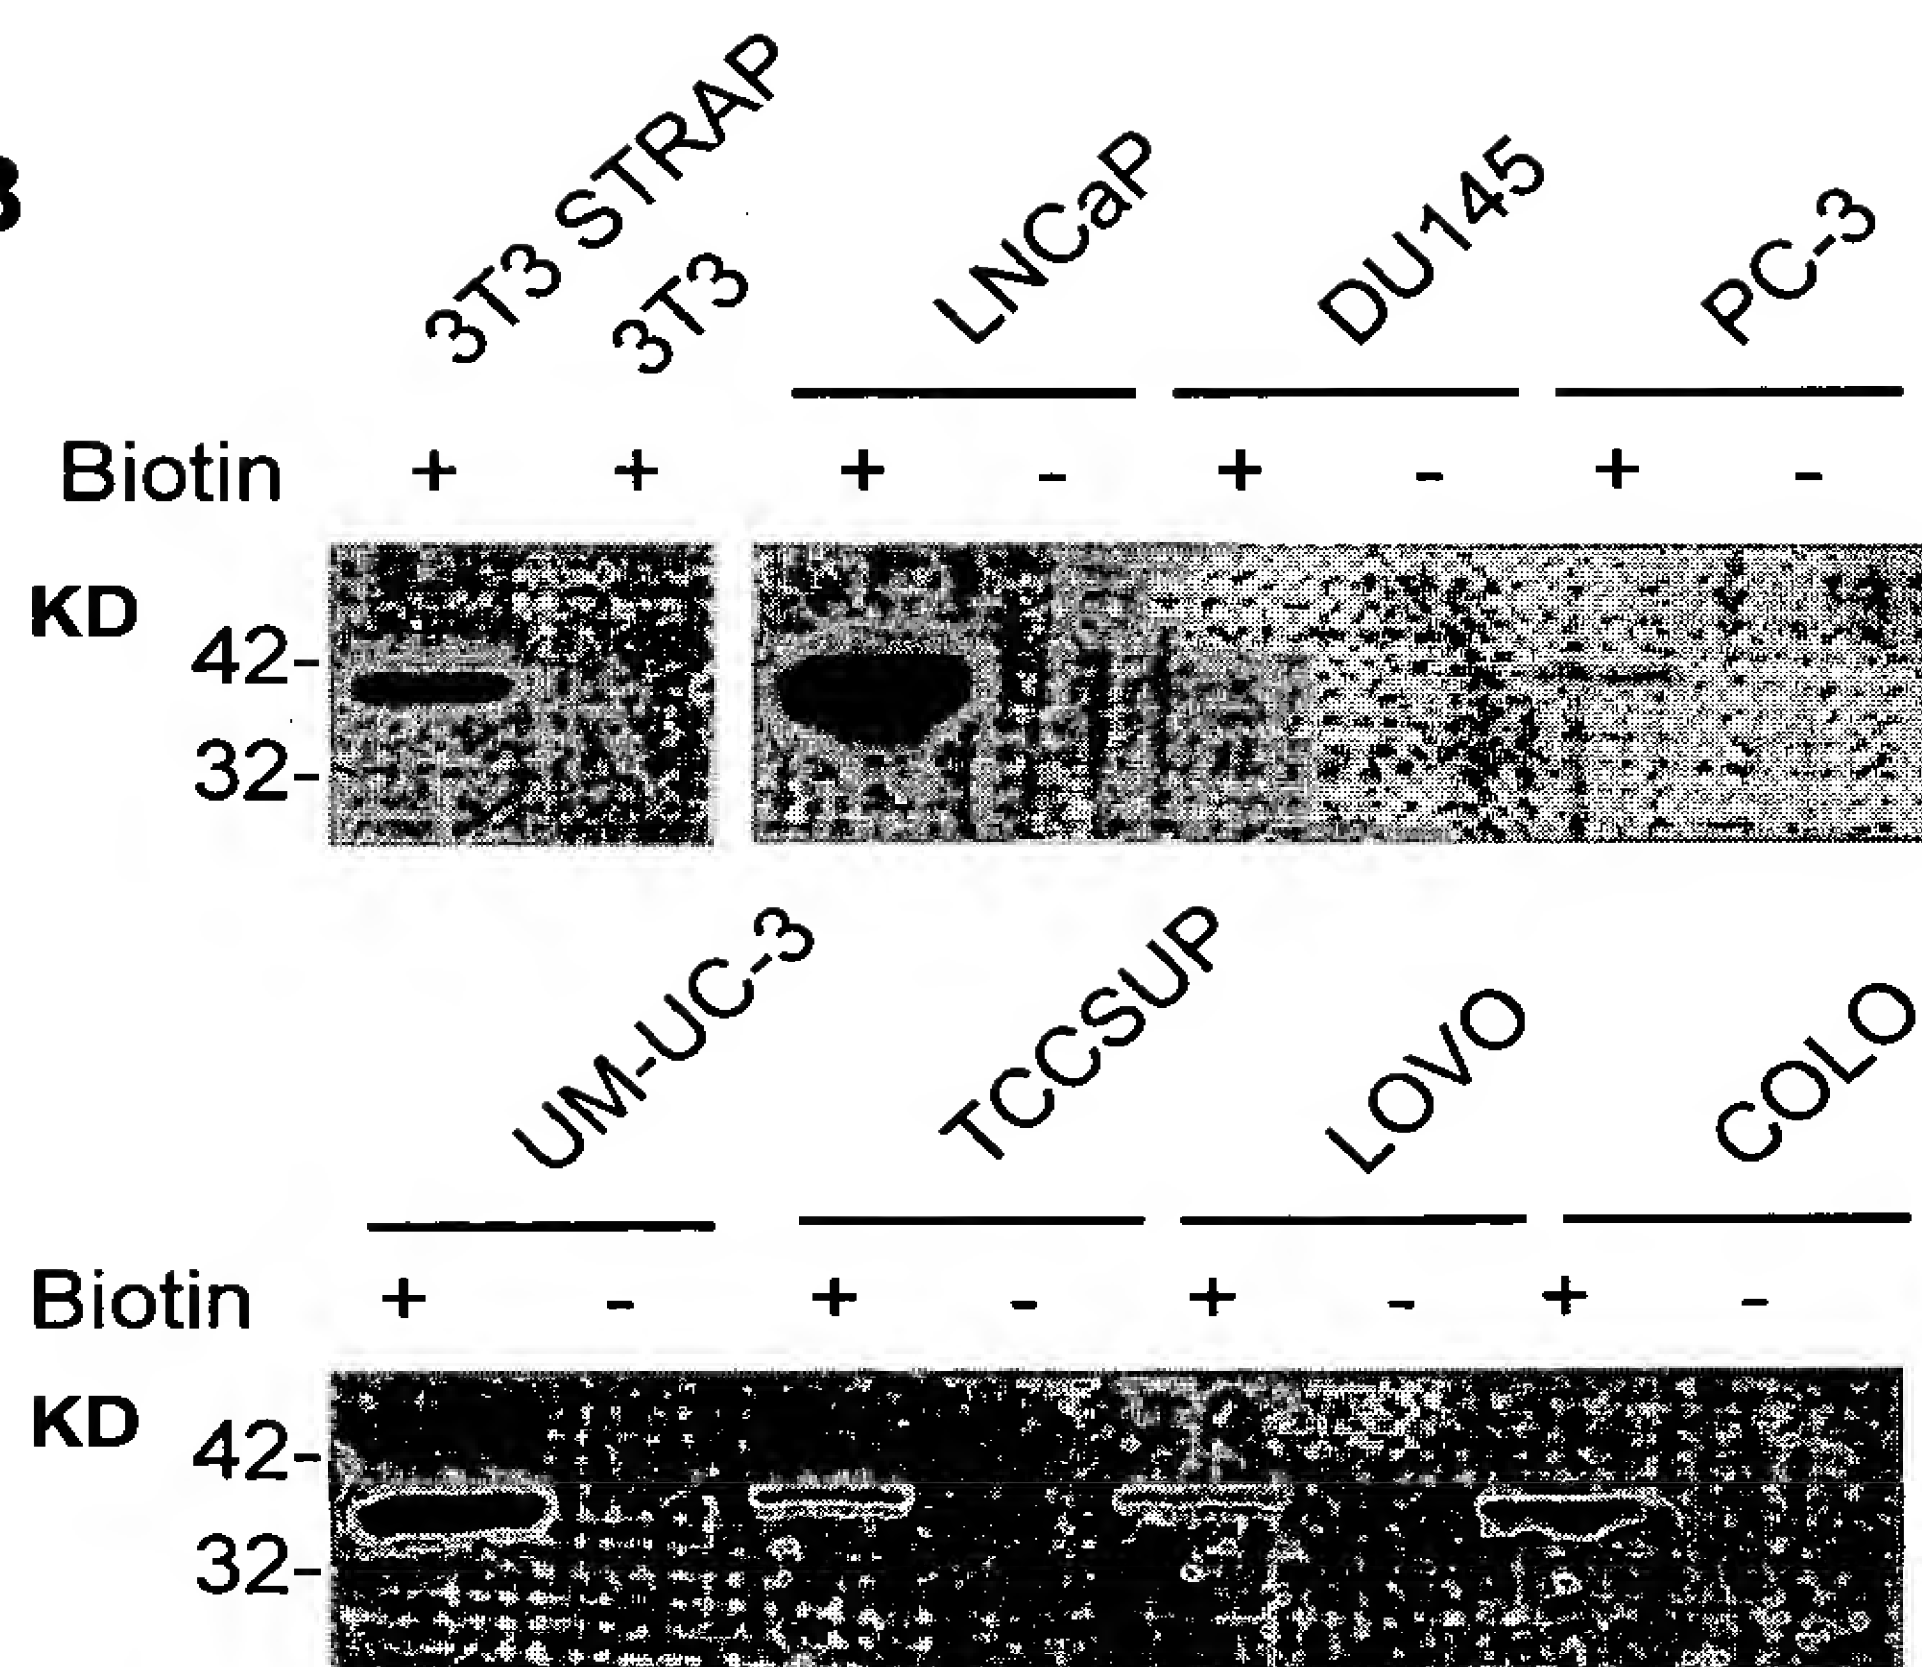 3T3 STRAP
3T3
LNCaP
DU145
PC-3
Biotin + + + - + - + -
KD
42-
32-
UM-UC-3
TCCSUP
LOVO
COLO
Biotin + - + - + - + -
KD
42-
32-